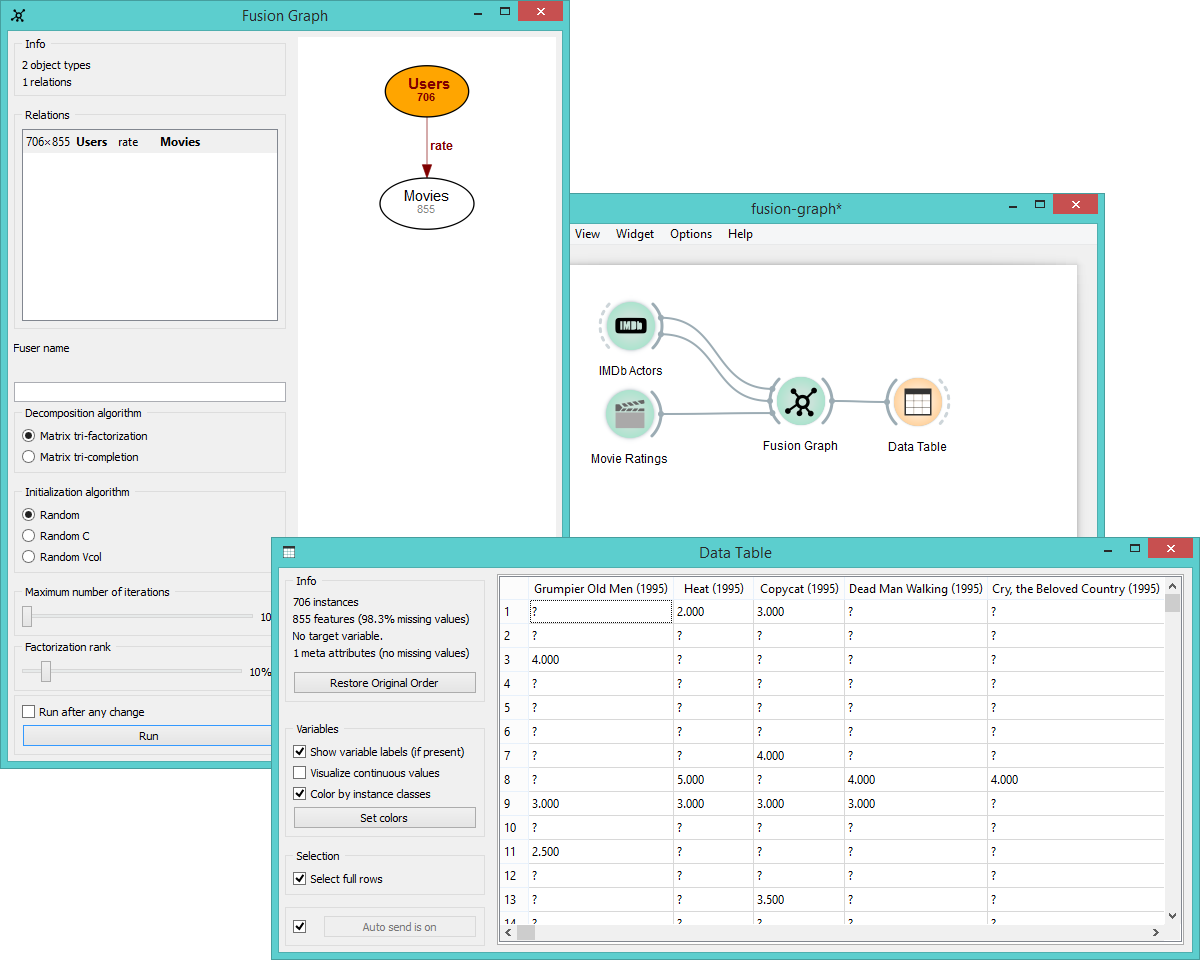 Fusion Graph
Info
2 object types
1 relations
Relations
706×855 Users rate Movies
Fuser name
Decomposition algorithm
Matrix tri-factorization
Matrix tri-completion
Initialization algorithm
Random
Random C
Random Vcol
Maximum number of iterations
10
Factorization rank
10%
Run after any change
Run
Users
706
rate
Movies
855
fusion-graph*
View Widget Options Help
IMDb
IMDb Actors
Movie Ratings
Fusion Graph
Data Table
Data Table
Info
706 instances
855 features (98.3% missing values)
No target variable.
1 meta attributes (no missing values)
Restore Original Order
Variables
Show variable labels (if present)
Visualize continuous values
Color by instance classes
Set colors
Selection
Select full rows
Auto send is on
Grumpier Old Men (1995) Heat (1995) Copycat (1995) Dead Man Walking (1995) Cry, the Beloved Country (1995)
1 ? 2.000 3.000 ? ?
2 ? ? ? ? ?
3 4.000 ? ? ? ?
4 ? ? ? ? ?
5 ? ? ? ? ?
6 ? ? ? ? ?
7 ? ? 4.000 ? ?
8 ? 5.000 ? 4.000 4.000
9 3.000 3.000 3.000 3.000 ?
10 ? ? ? ? ?
11 2.500 ? ? ? ?
12 ? ? ? ? ?
13 ? ? 3.500 ? ?
14 ? ? ? ? ?